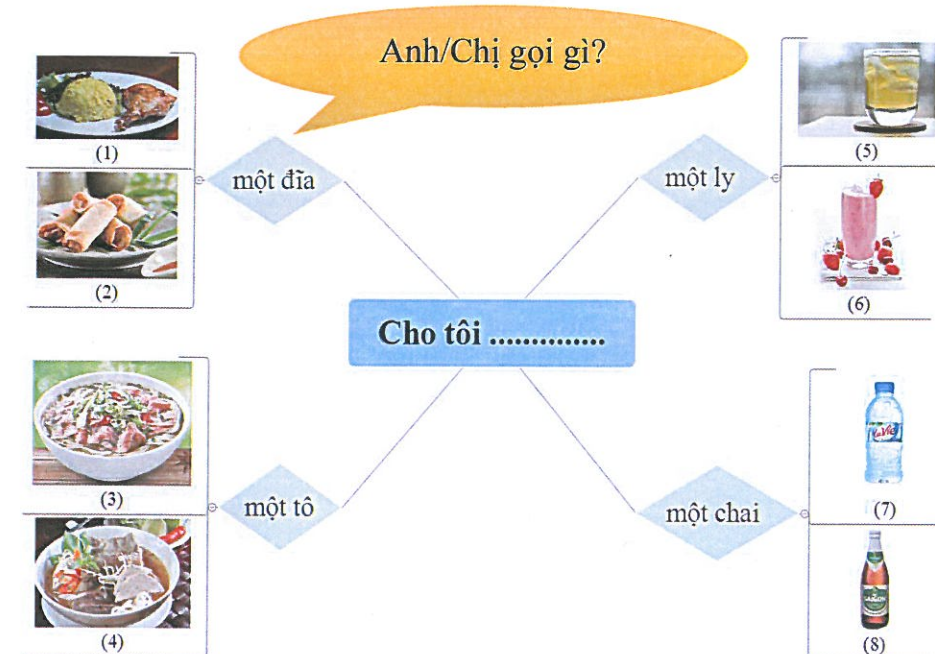 Anh/Chị gọi gì?
(1)
một đĩa
(2)
(5)
một ly
(6)
Cho tôi ..............
(3)
một tô
(4)
LaVie
(7)
một chai
(8)